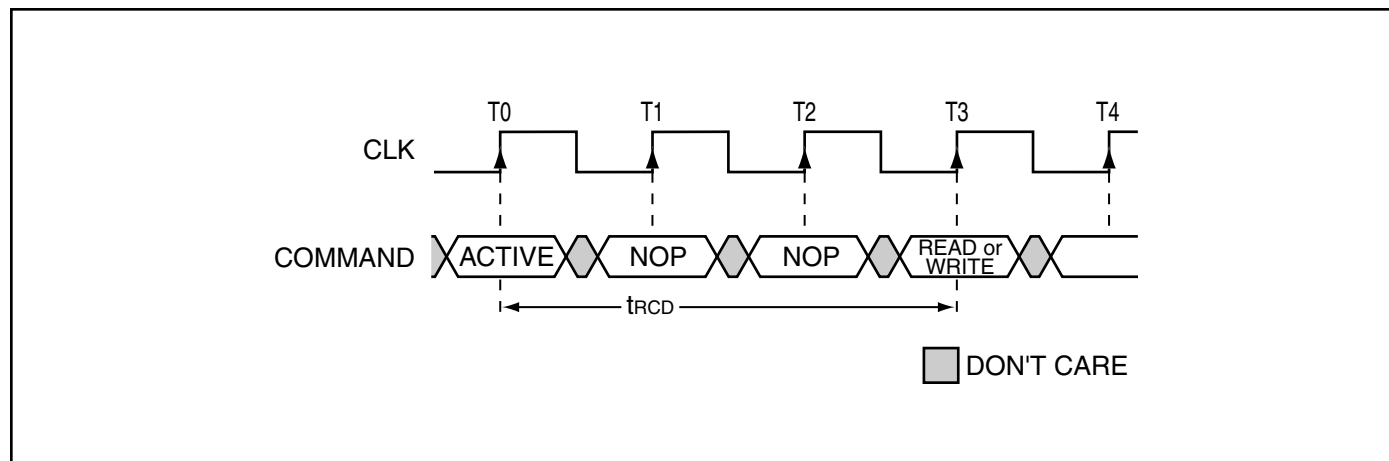 T0 T1 T2 T3 T4
CLK
COMMAND ACTIVE NOP NOP READ or
WRITE
tRCD
DON'T CARE